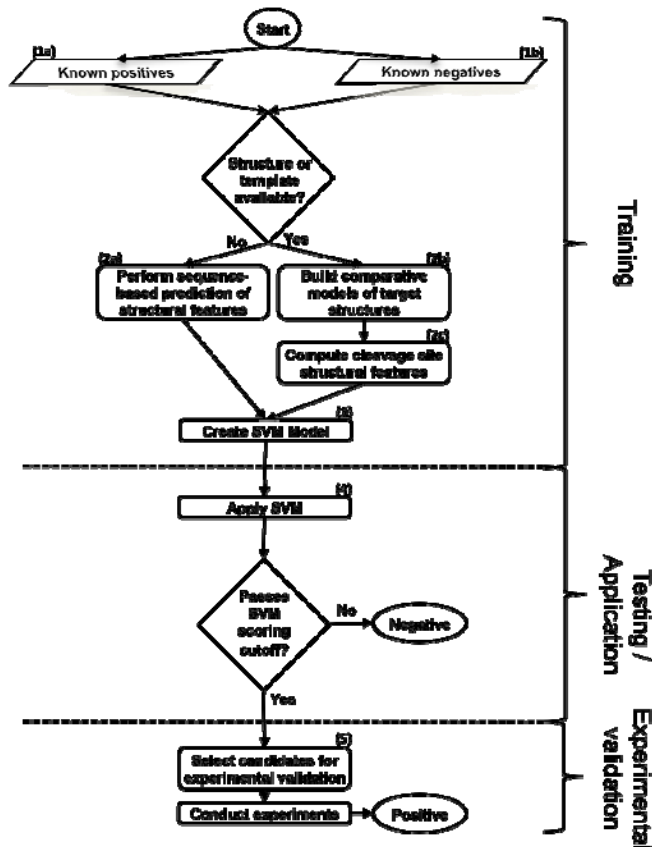 Start
(1a)
(1b)
Known positives
Known negatives
Structure or
template
available?
No
Yes
(2a)
(2b)
Perform sequence-
based prediction of
structural features
Build comparative
models of target
structures
(2c)
Compute cleavage site
structural features
(3)
Create SVM Model
Training
(4)
Apply SVM
Passes
SVM
scoring
cutoff?
No
Negative
Yes
Testing /
Application
(5)
Select candidates for
experimental validation
Conduct experiments
Positive
Experimental
validation